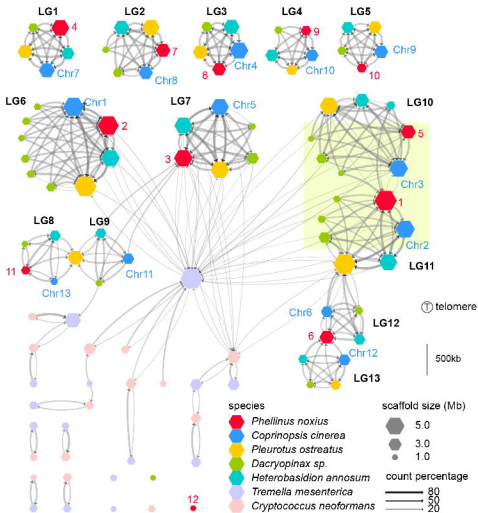 LG1 LG2 LG3 LG4 LG5
4 7 8 9 10
Chr7 Chr8 Chr4 Chr10 Chr9
LG6 Chr1 LG7 Chr5 LG10
2 3 5
Chr3
1
Chr2
LG8 LG9
11
Chr13 Chr11 LG11
Chr6
LG12
6
Chr12
LG13
T telomere
500kb
species
Phellinus noxius
Coprinopsis cinerea
Pleurotus ostreatus
Dacryopinax sp.
Heterobasidion annosum
Tremella mesenterica
Cryptococcus neoformans
12
scaffold size (Mb)
5.0
3.0
1.0
count percentage
80
50
20